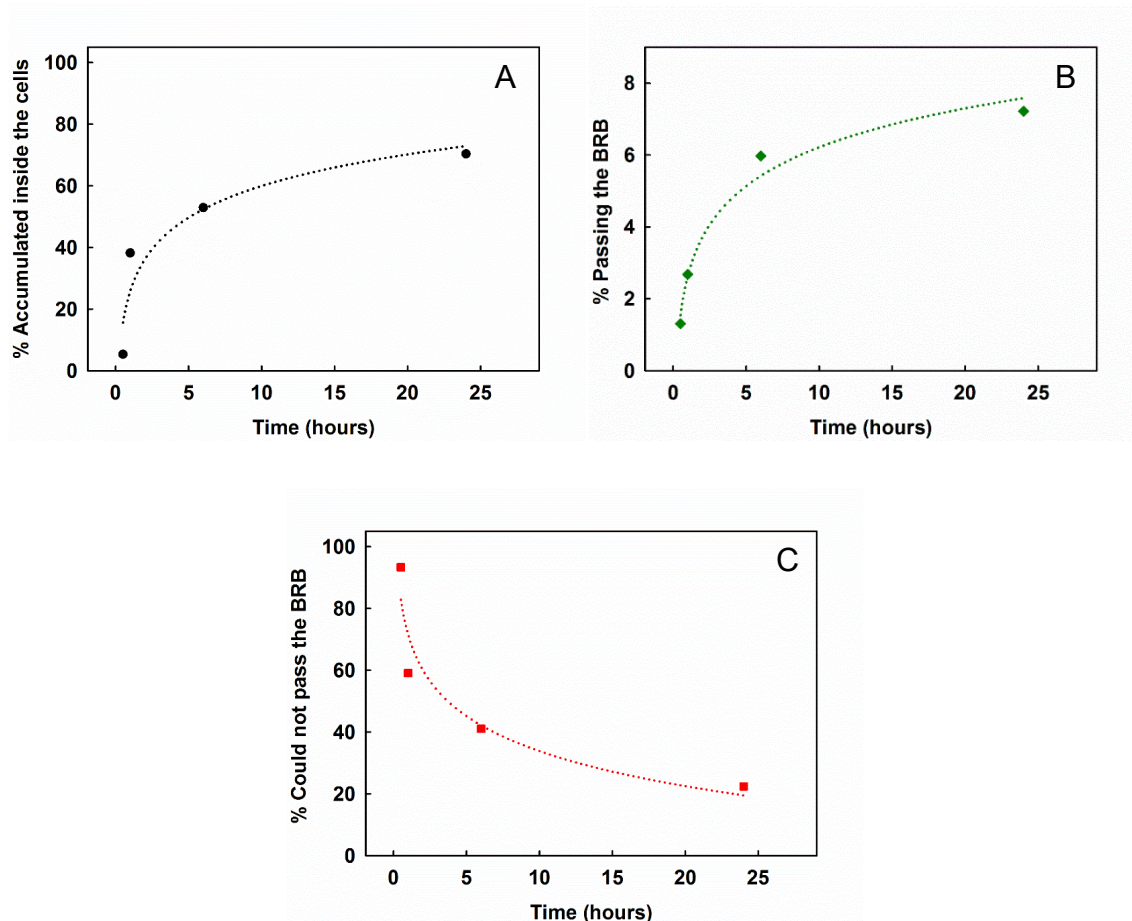 A
% Accumulated inside the cells
100
80
60
40
20
0
0 5 10 15 20 25
Time (hours)
B
% Passing the BRB
8
6
4
2
0
0 5 10 15 20 25
Time (hours)
C
% Could not pass the BRB
100
80
60
40
20
0
0 5 10 15 20 25
Time (hours)